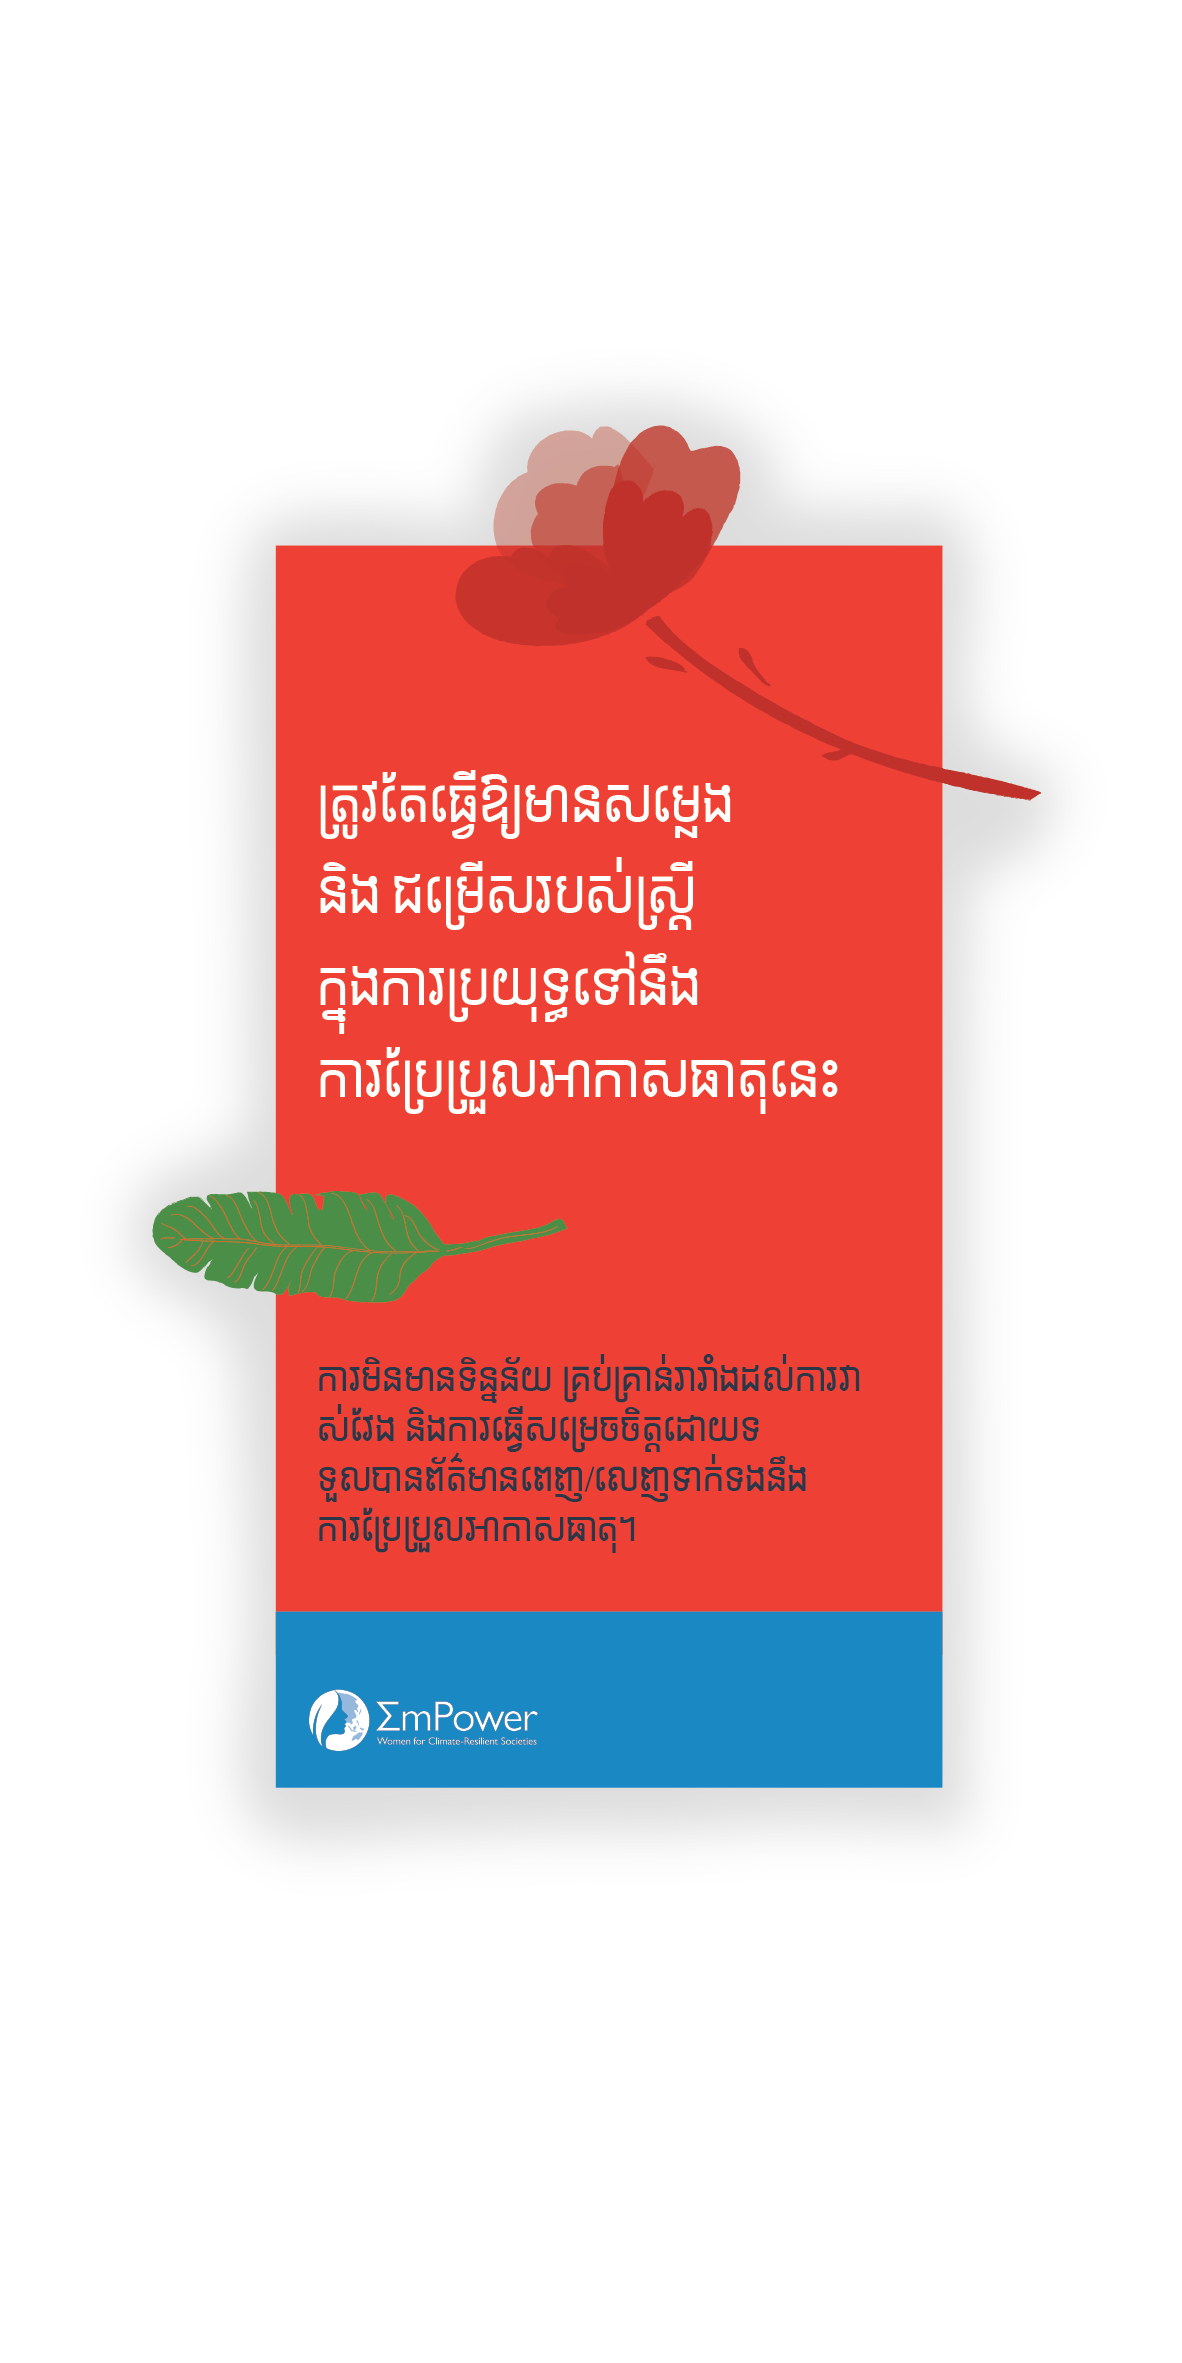 ត្រូវតែធ្វើឱ្យមានសម្លេង
និង ជម្រើសរបស់ស្ត្រី
ក្នុងការប្រយុទ្ធទៅនឹង
ការប្រែប្រួលអាកាសធាតុនេះ
ការមិនមានទិន្នន័យ គ្រប់គ្រាន់រារាំងដល់ការវា
ស់វែង និងការធ្វើសម្រេចចិត្តដោយទ
ទួលបានព័ត៌មានពេញ/លេញទាក់ទងនឹង
ការប្រែប្រួលអាកាសធាតុ។
ΣmPower
Women for Climate-Resilient Societies